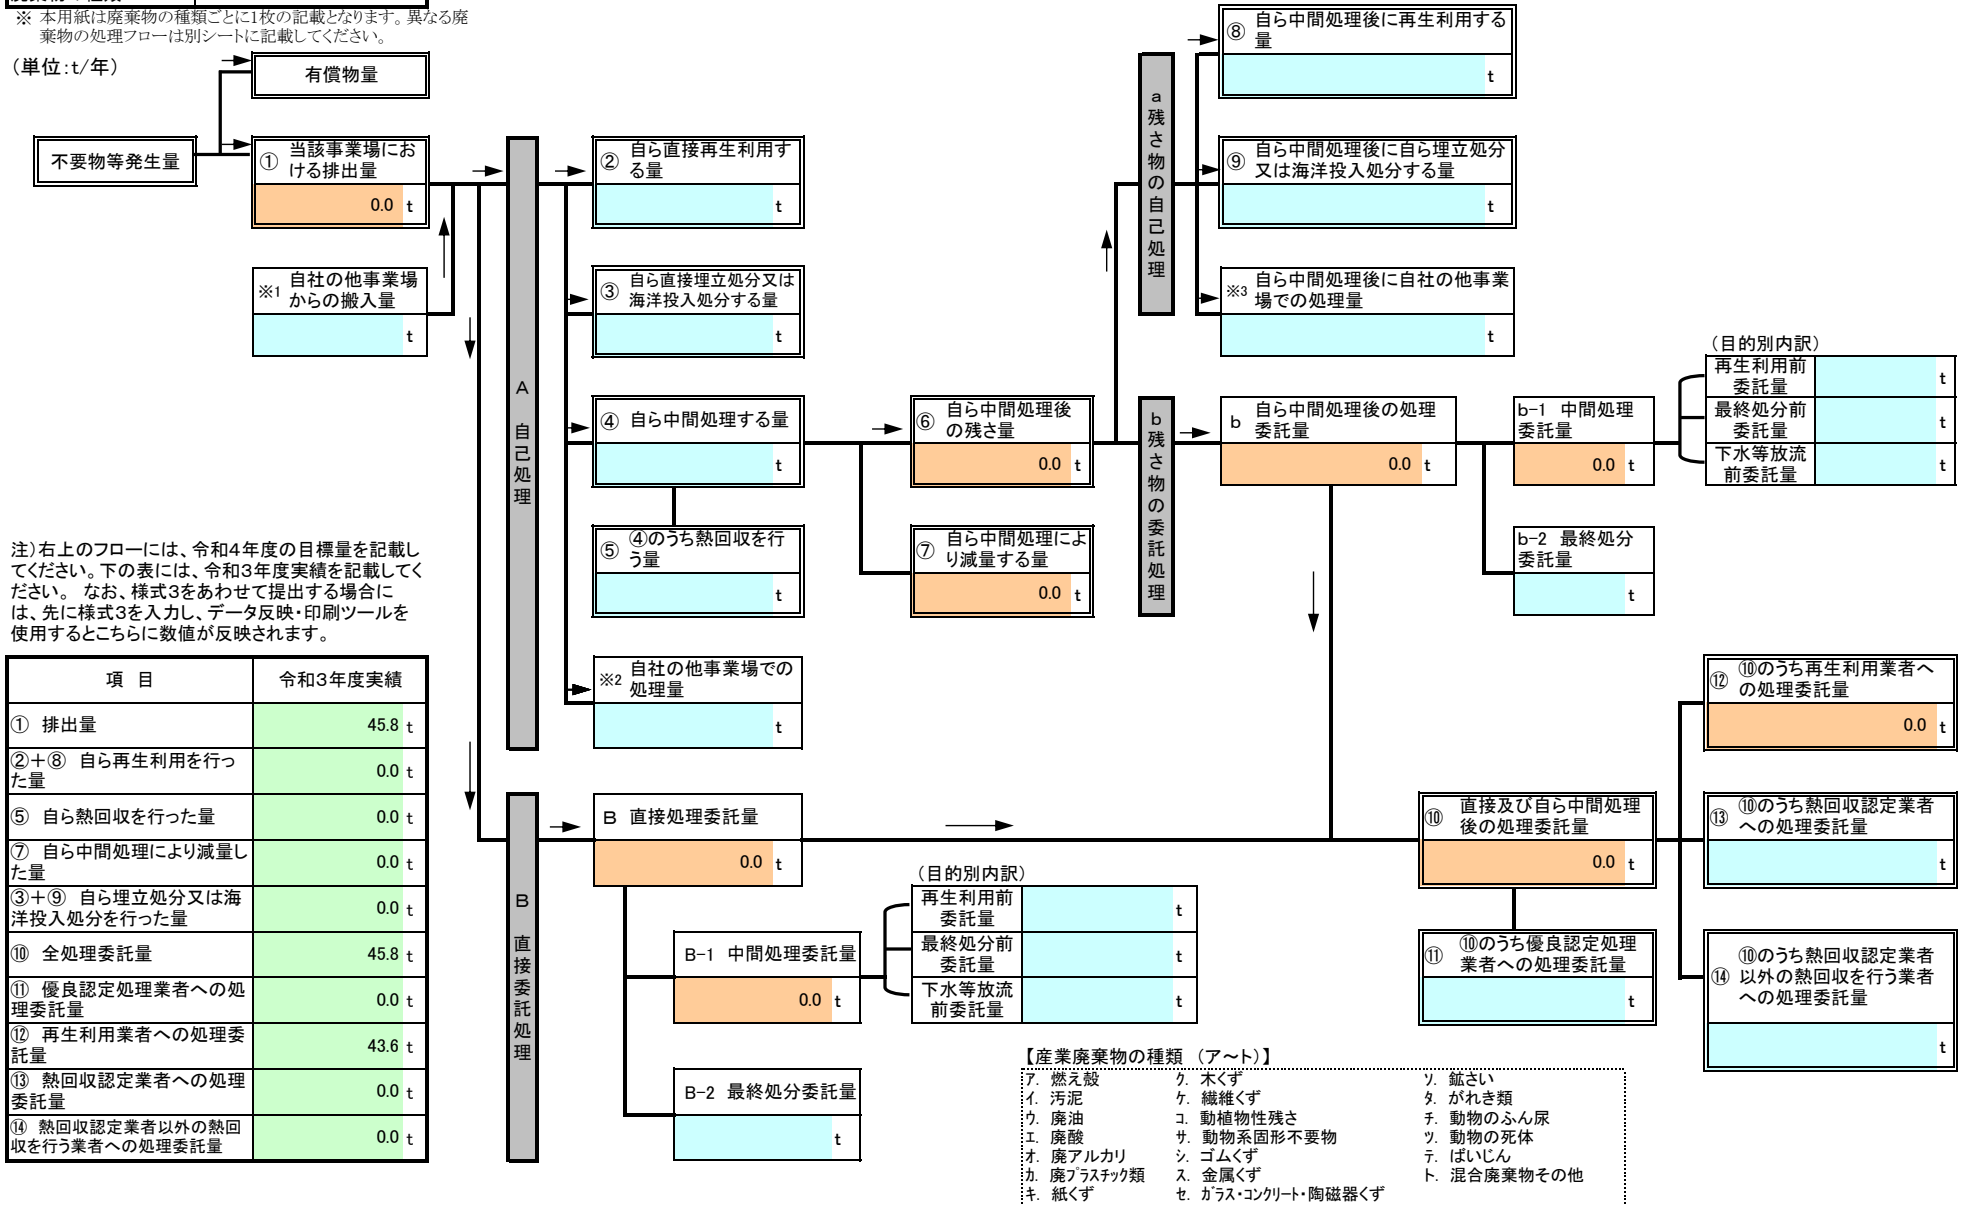 ※ 本用紙は廃棄物の種類ごとに1枚の記載となります。異なる廃
棄物の処理フローは別シートに記載してください。
（単位:t/年）
有償物量
不要物等発生量
① 当該事業場にお
ける排出量
0.0 t
※1 自社の他事業場
からの搬入量
t
A 自己処理
② 自ら直接再生利用す
る量
t
③ 自ら直接埋立処分又は
海洋投入処分する量
t
④ 自ら中間処理する量
t
⑤ ④のうち熱回収を行
う量
t
※2 自社の他事業場での
処理量
t
⑥ 自ら中間処理後
の残さ量
0.0 t
⑦ 自ら中間処理によ
り減量する量
0.0 t
a 残さ物の自己処理
⑧ 自ら中間処理後に再生利用する
量
t
⑨ 自ら中間処理後に自ら埋立処分
又は海洋投入処分する量
t
※3 自ら中間処理後に自社の他事業
場での処理量
t
b 残さ物の委託処理
b 自ら中間処理後の処理
委託量
0.0 t
b-1 中間処理
委託量
0.0 t
b-2 最終処分
委託量
t
（目的別内訳）
再生利用前
委託量
t
最終処分前
委託量
t
下水等放流
前委託量
t
注）右上のフローには、令和4年度の目標量を記載し
てください。下の表には、令和3年度実績を記載してく
ださい。 なお、様式3をあわせて提出する場合に
は、先に様式3を入力し、データ反映・印刷ツールを
使用するとこちらに数値が反映されます。
項 目 令和3年度実績
① 排出量 45.8 t
②＋⑧ 自ら再生利用を行っ
た量 0.0 t
⑤ 自ら熱回収を行った量 0.0 t
⑦ 自ら中間処理により減量し
た量 0.0 t
③＋⑨ 自ら埋立処分又は海
洋投入処分を行った量 0.0 t
⑩ 全処理委託量 45.8 t
⑪ 優良認定処理業者への処
理委託量 0.0 t
⑫ 再生利用業者への処理委
託量 43.6 t
⑬ 熱回収認定業者への処理
委託量 0.0 t
⑭ 熱回収認定業者以外の熱回
収を行う業者への処理委託量 0.0 t
B 直接委託処理
B 直接処理委託量
0.0 t
B-1 中間処理委託量
0.0 t
B-2 最終処分委託量
t
（目的別内訳）
再生利用前
委託量
t
最終処分前
委託量
t
下水等放流
前委託量
t
⑩ 直接及び自ら中間処理
後の処理委託量
0.0 t
⑪ ⑩のうち優良認定処理
業者への処理委託量
t
⑫ ⑩のうち再生利用業者へ
の処理委託量
0.0 t
⑬ ⑩のうち熱回収認定業者
への処理委託量
t
⑭ ⑩のうち熱回収認定業者
以外の熱回収を行う業者
への処理委託量
t
【産業廃棄物の種類 （ア～ト）】
ｱ. 燃え殻 ｸ. 木くず ｿ. 鉱さい
ｲ. 汚泥 ｹ. 繊維くず ﾀ. がれき類
ｳ. 廃油 ｺ. 動植物性残さ ﾁ. 動物のふん尿
ｴ. 廃酸 ｻ. 動物系固形不要物 ﾂ. 動物の死体
ｵ. 廃アルカリ ｼ. ゴムくず ﾃ. ばいじん
ｶ. 廃ﾌﾟﾗｽﾁｯｸ類 ｽ. 金属くず ﾄ. 混合廃棄物その他
ｷ. 紙くず ｾ. ｶﾞﾗｽ・ｺﾝｸﾘｰﾄ・陶磁器くず